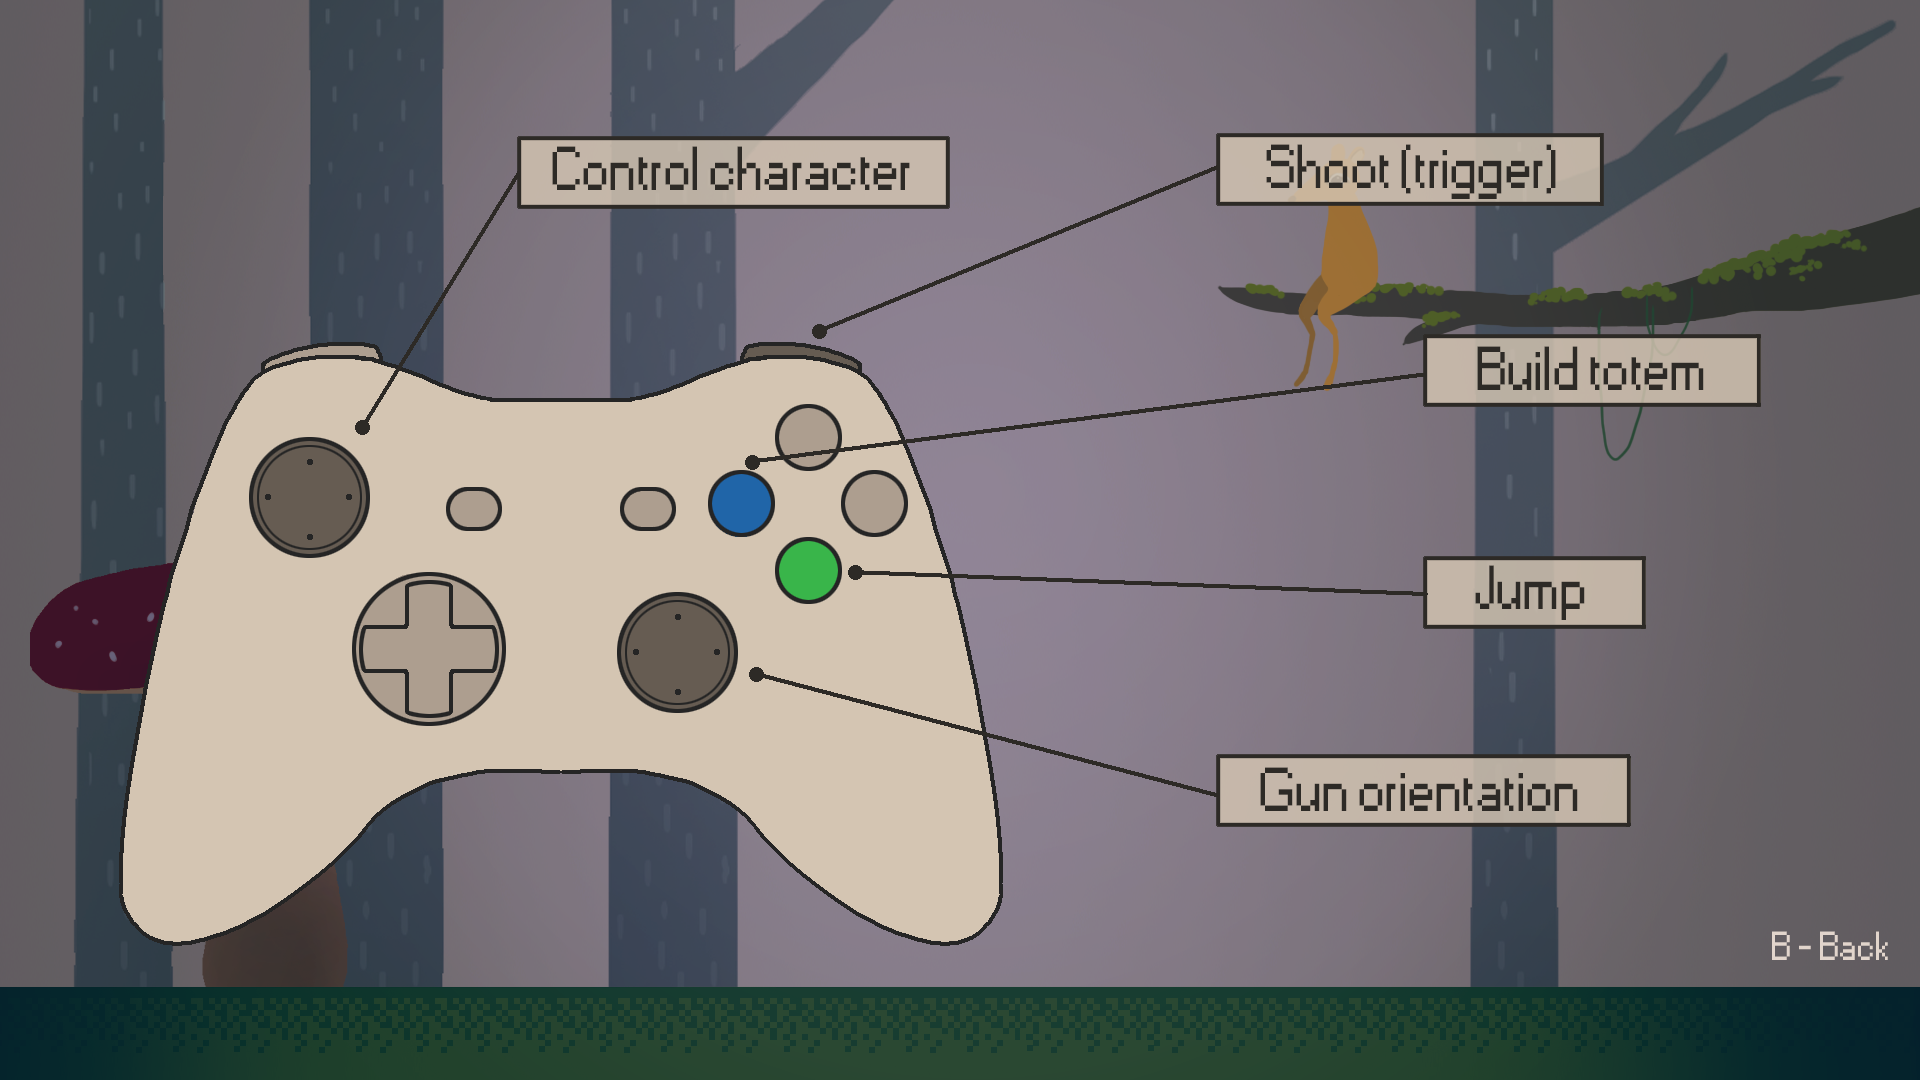 Control character
Shoot (trigger)
Build totem
Jump
Gun orientation
B - Back